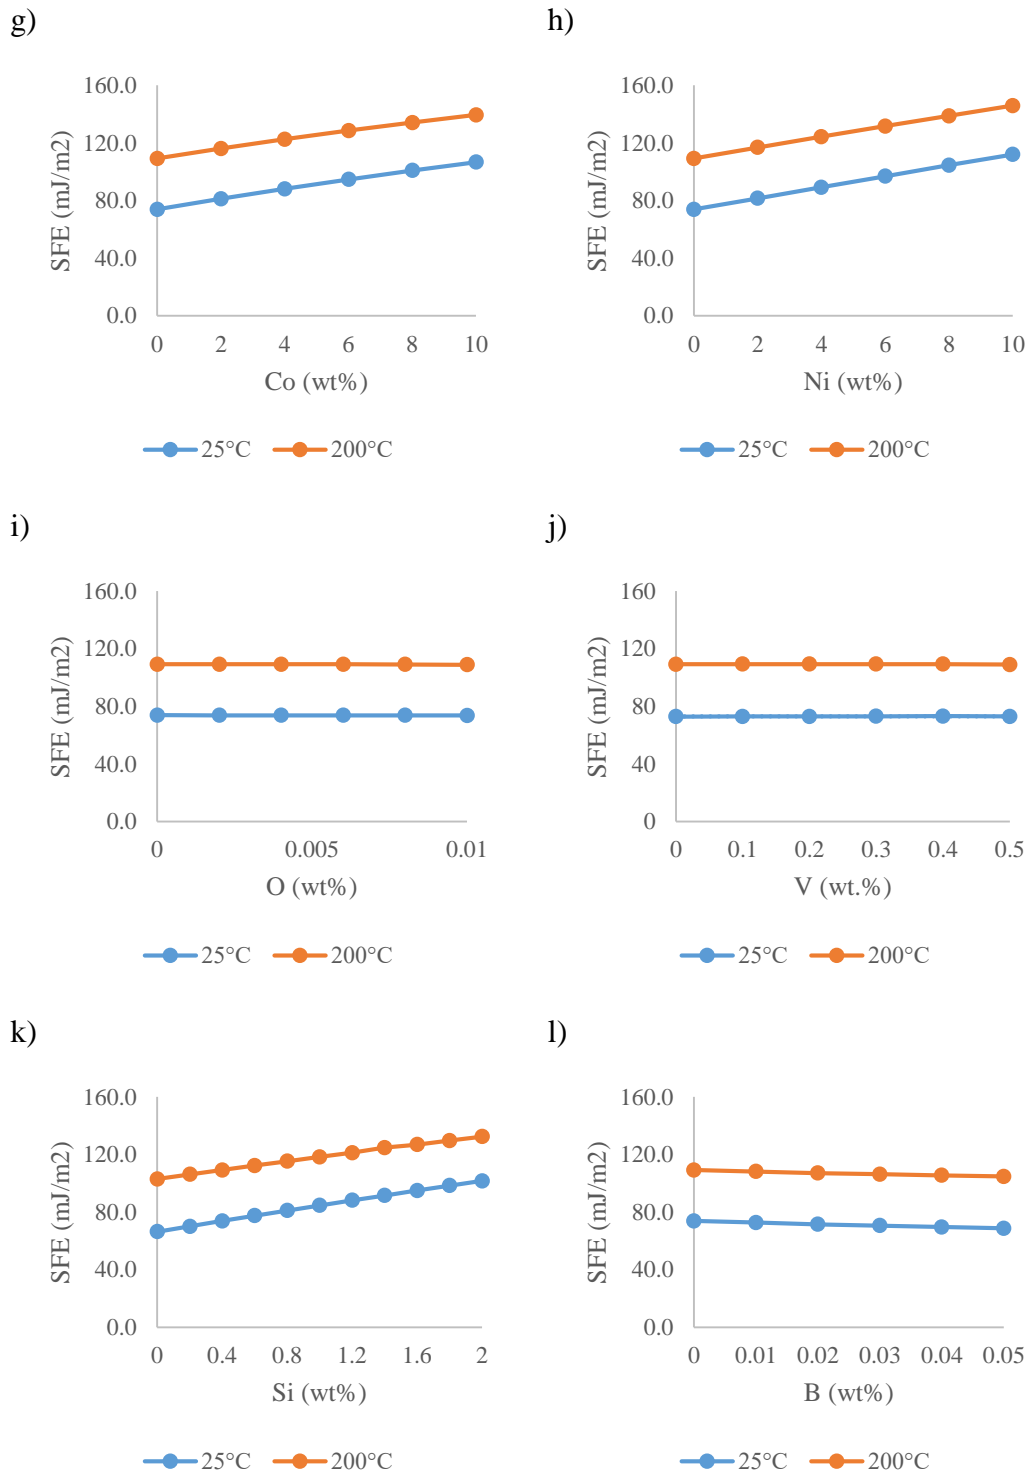 g)
160.0
120.0
80.0
40.0
0.0
SFE (mJ/m2)
0 2 4 6 8 10
Co (wt%)
25°C 200°C
h)
160.0
120.0
80.0
40.0
0.0
SFE (mJ/m2)
0 2 4 6 8 10
Ni (wt%)
25°C 200°C
i)
160.0
120.0
80.0
40.0
0.0
SFE (mJ/m2)
0 0.005 0.01
O (wt%)
25°C 200°C
j)
160
120.0
80.0
40
0
SFE (mJ/m2)
0 0.1 0.2 0.3 0.4 0.5
V (wt.%)
25°C 200°C
k)
160.0
120.0
80.0
40.0
0.0
SFE (mJ/m2)
0 0.4 0.8 1.2 1.6 2
Si (wt%)
25°C 200°C
l)
160.0
120.0
80.0
40.0
0.0
SFE (mJ/m2)
0 0.01 0.02 0.03 0.04 0.05
B (wt%)
25°C 200°C